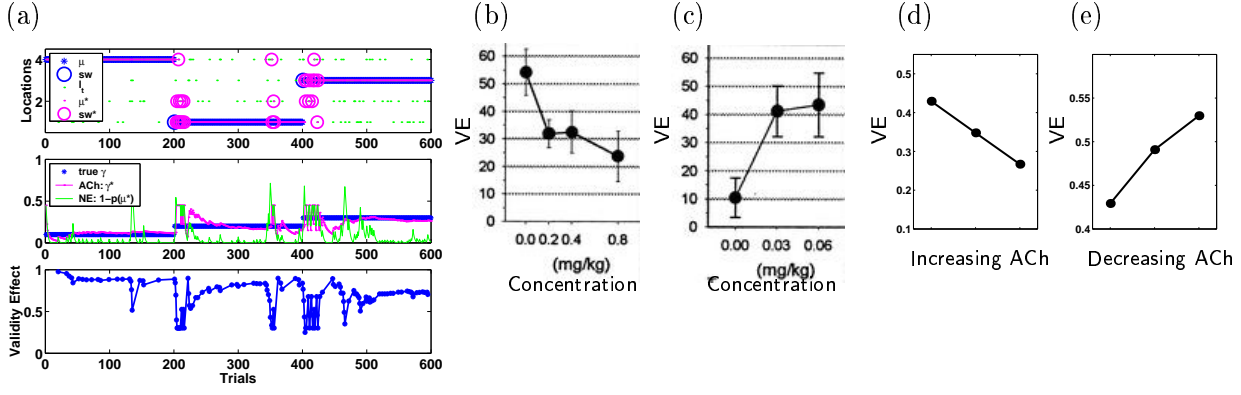 (a)
4
2
Locations
μ
sw
I_t
μ*
sw*
0 100 200 300 400 500 600
1
0.5
0
true γ
ACh: γ*
NE: 1−p(μ*)
0 100 200 300 400 500 600
1
0.5
0
Validity Effect
0 100 200 300 400 500 600
Trials
(b)
VE
60
50
40
30
20
10
0
0.0 0.2 0.4 0.8
(mg/kg)
Concentration
(c)
VE
60
50
40
30
20
10
0
0.00 0.03 0.06
(mg/kg)
Concentration
(d)
VE
0.5
0.4
0.3
0.2
0.1
Increasing ACh
(e)
VE
0.55
0.5
0.45
0.4
Decreasing ACh